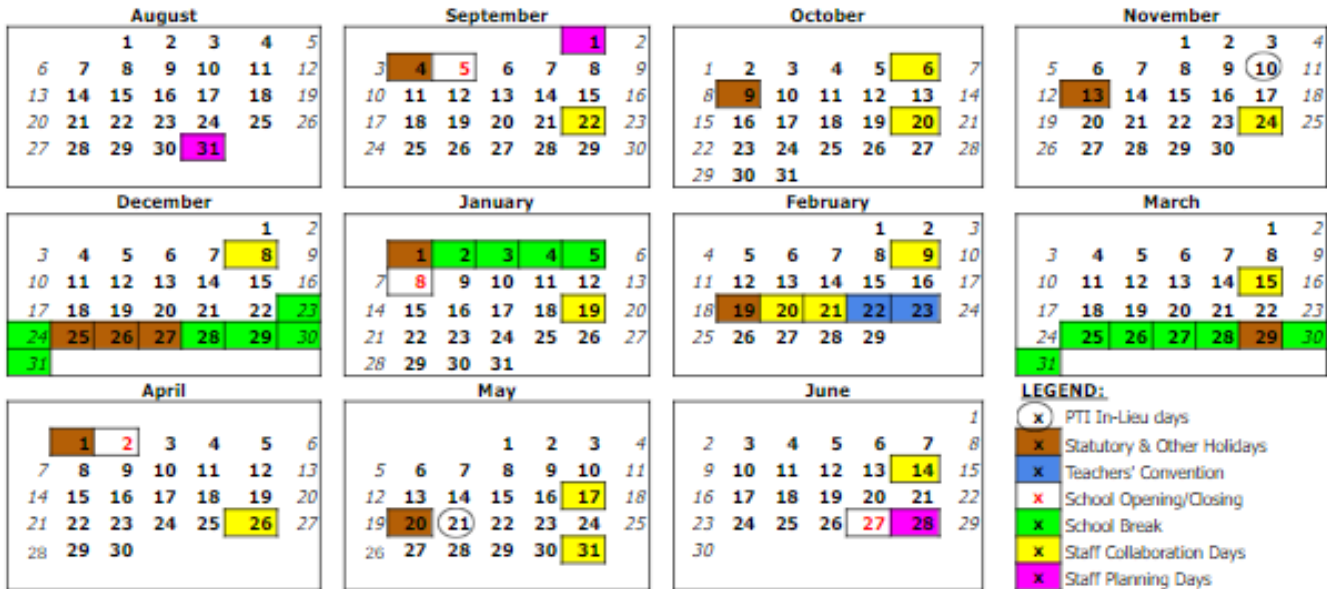 August
1 2 3 4 5
6 7 8 9 10 11 12
13 14 15 16 17 18 19
20 21 22 23 24 25 26
27 28 29 30 31
September
1 2
3 4 5 6 7 8 9
10 11 12 13 14 15 16
17 18 19 20 21 22 23
24 25 26 27 28 29 30
October
1 2 3 4 5 6 7
8 9 10 11 12 13 14
15 16 17 18 19 20 21
22 23 24 25 26 27 28
29 30 31
November
1 2 3 4
5 6 7 8 9 10 11
12 13 14 15 16 17 18
19 20 21 22 23 24 25
26 27 28 29 30
December
1 2
3 4 5 6 7 8 9
10 11 12 13 14 15 16
17 18 19 20 21 22 23
24 25 26 27 28 29 30
31
January
1 2 3 4 5 6
7 8 9 10 11 12 13
14 15 16 17 18 19 20
21 22 23 24 25 26 27
28 29 30 31
February
1 2 3
4 5 6 7 8 9 10
11 12 13 14 15 16 17
18 19 20 21 22 23 24
25 26 27 28 29
March
1 2
3 4 5 6 7 8 9
10 11 12 13 14 15 16
17 18 19 20 21 22 23
24 25 26 27 28 29 30
31
April
1 2 3 4 5 6
7 8 9 10 11 12 13
14 15 16 17 18 19 20
21 22 23 24 25 26 27
28 29 30
May
1 2 3 4
5 6 7 8 9 10 11
12 13 14 15 16 17 18
19 20 21 22 23 24 25
26 27 28 29 30 31
June
1
2 3 4 5 6 7 8
9 10 11 12 13 14 15
16 17 18 19 20 21 22
23 24 25 26 27 28 29
30
LEGEND:
x PTI In-Lieu days
x Statutory & Other Holidays
x Teachers' Convention
x School Opening/Closing
x School Break
x Staff Collaboration Days
x Staff Planning Days